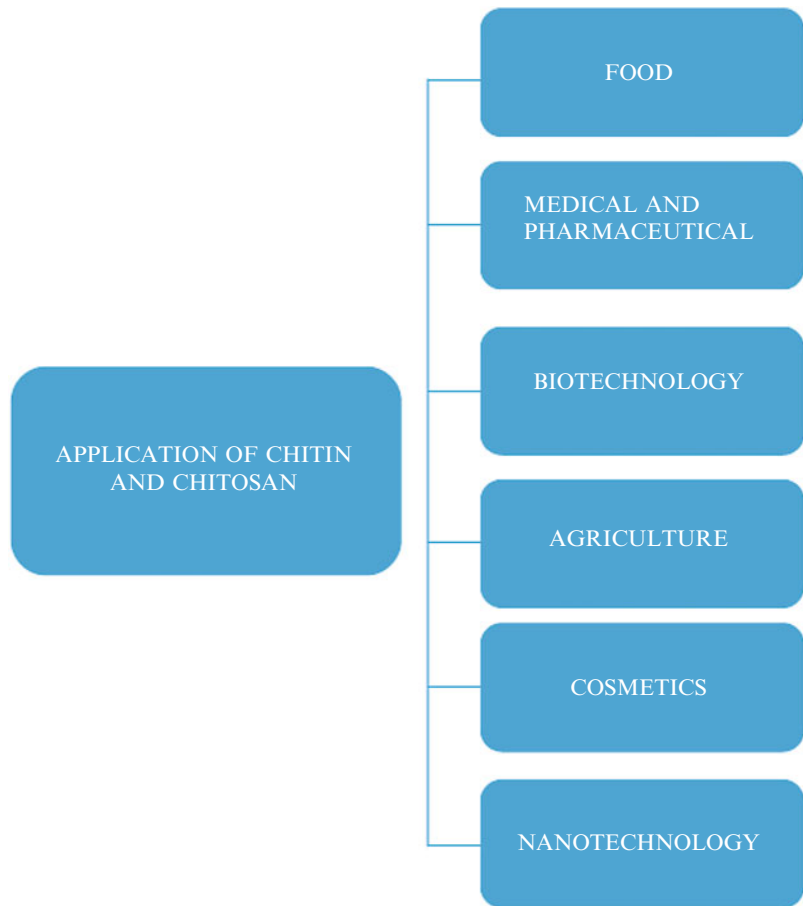 FOOD
MEDICAL AND
PHARMACEUTICAL
BIOTECHNOLOGY
APPLICATION OF CHITIN
AND CHITOSAN
AGRICULTURE
COSMETICS
NANOTECHNOLOGY